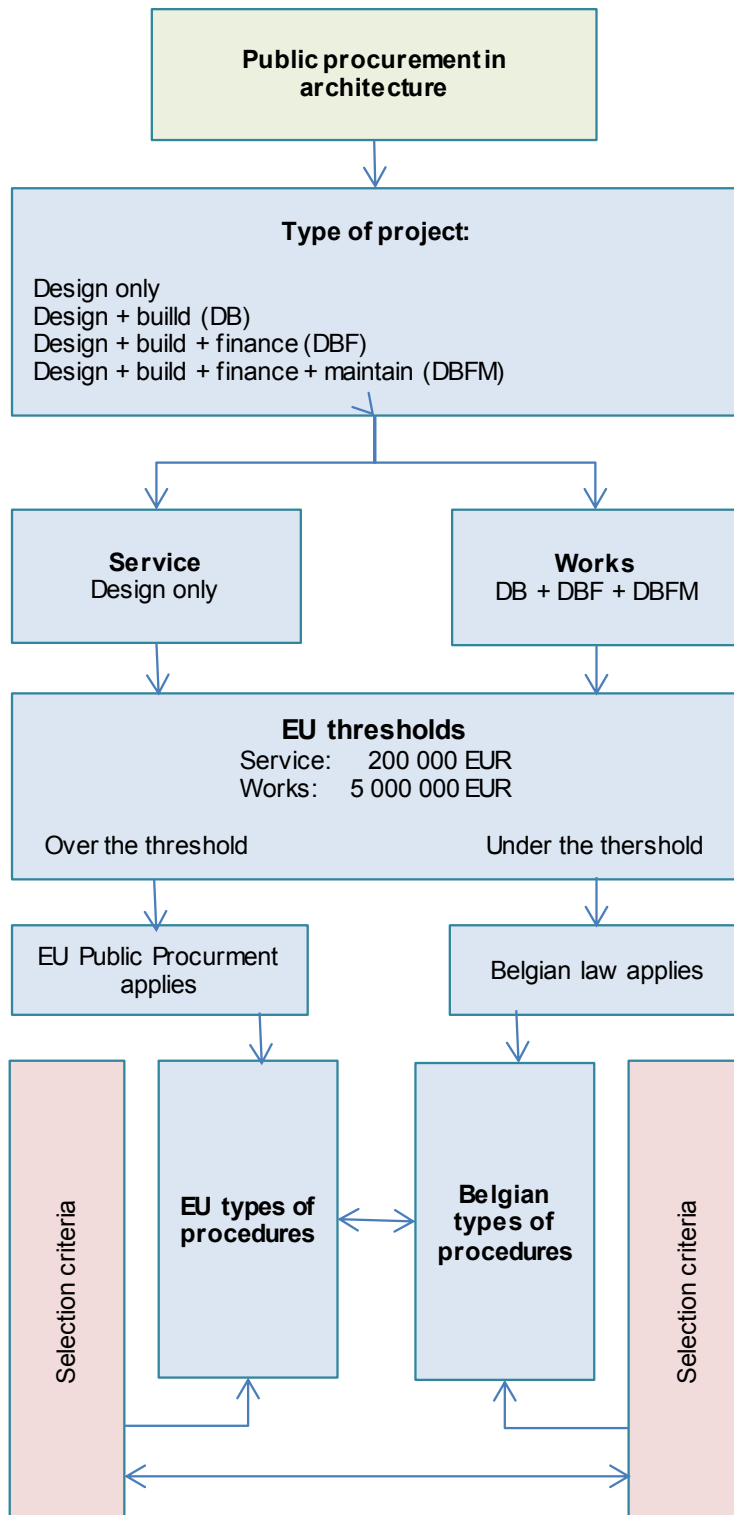 Public procurement in
architecture
Type of project:
Design only
Design + builld (DB)
Design + build + finance (DBF)
Design + build + finance + maintain (DBFM)
Service
Design only
Works
DB + DBF + DBFM
EU thresholds
Service: 200 000 EUR
Works: 5 000 000 EUR
Over the threshold
Under the thershold
EU Public Procurment
applies
Belgian law applies
Selection criteria
EU types of
procedures
Belgian
types of
procedures
Selection criteria